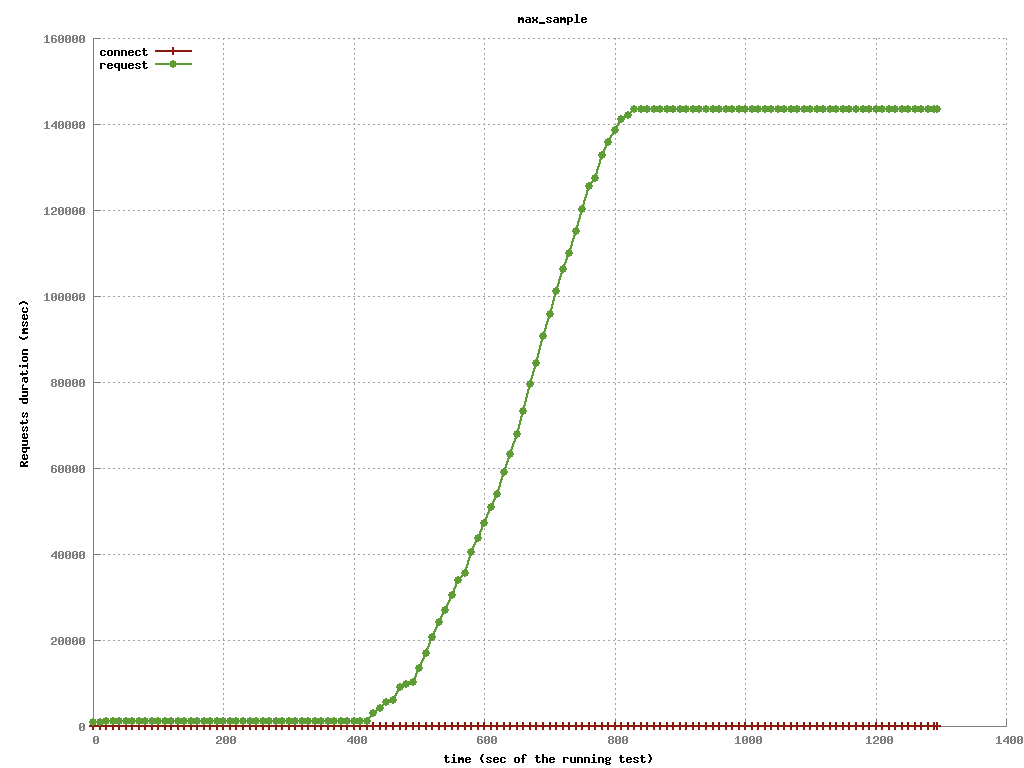 max_sample
160000
connect
request
140000
120000
100000
80000
60000
40000
20000
0
0 200 400 600 800 1000 1200 1400
Requests duration (msec)
time (sec of the running test)